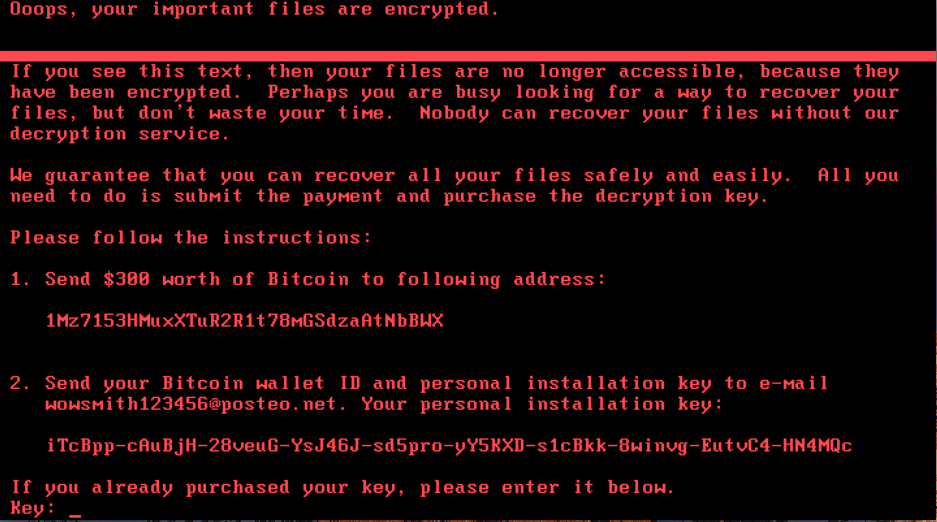 Ooops, your important files are encrypted.
If you see this text, then your files are no longer accessible, because they
have been encrypted.  Perhaps you are busy looking for a way to recover your
files, but don't waste your time.  Nobody can recover your files without our
decryption service.
We guarantee that you can recover all your files safely and easily.  All you
need to do is submit the payment and purchase the decryption key.
Please follow the instructions:
1. Send $300 worth of Bitcoin to following address:
1Mz7153HMuxXTuR2R1t78mGSdzaAtNbBWX
2. Send your Bitcoin wallet ID and personal installation key to e-mail
wowsmith123456@posteo.net. Your personal installation key:
iTcBpp-cAuBjH-28veuG-YsJ46J-sd5pro-yY5KXD-s1cBkk-8winvg-EutvC4-HN4MQc
If you already purchased your key, please enter it below.
Key: _